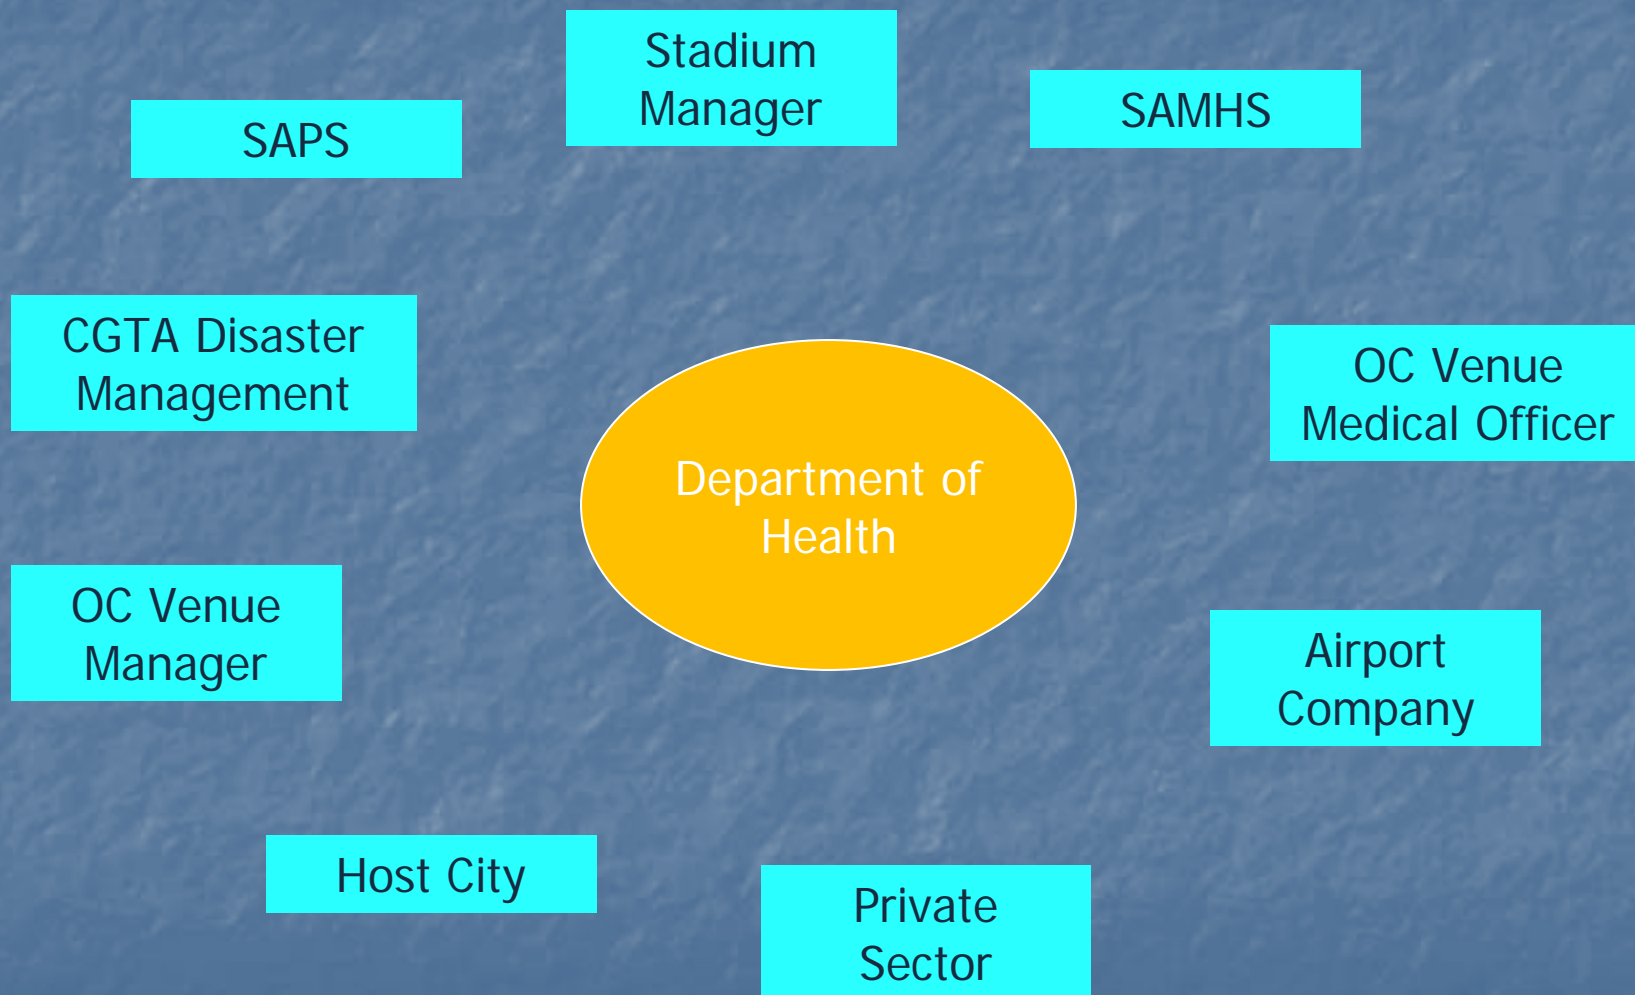 Stadium
Manager
SAMHS
SAPS
CGTA Disaster
Management
OC Venue
Medical Officer
Department of
Health
OC Venue
Manager
Airport
Company
Host City
Private
Sector